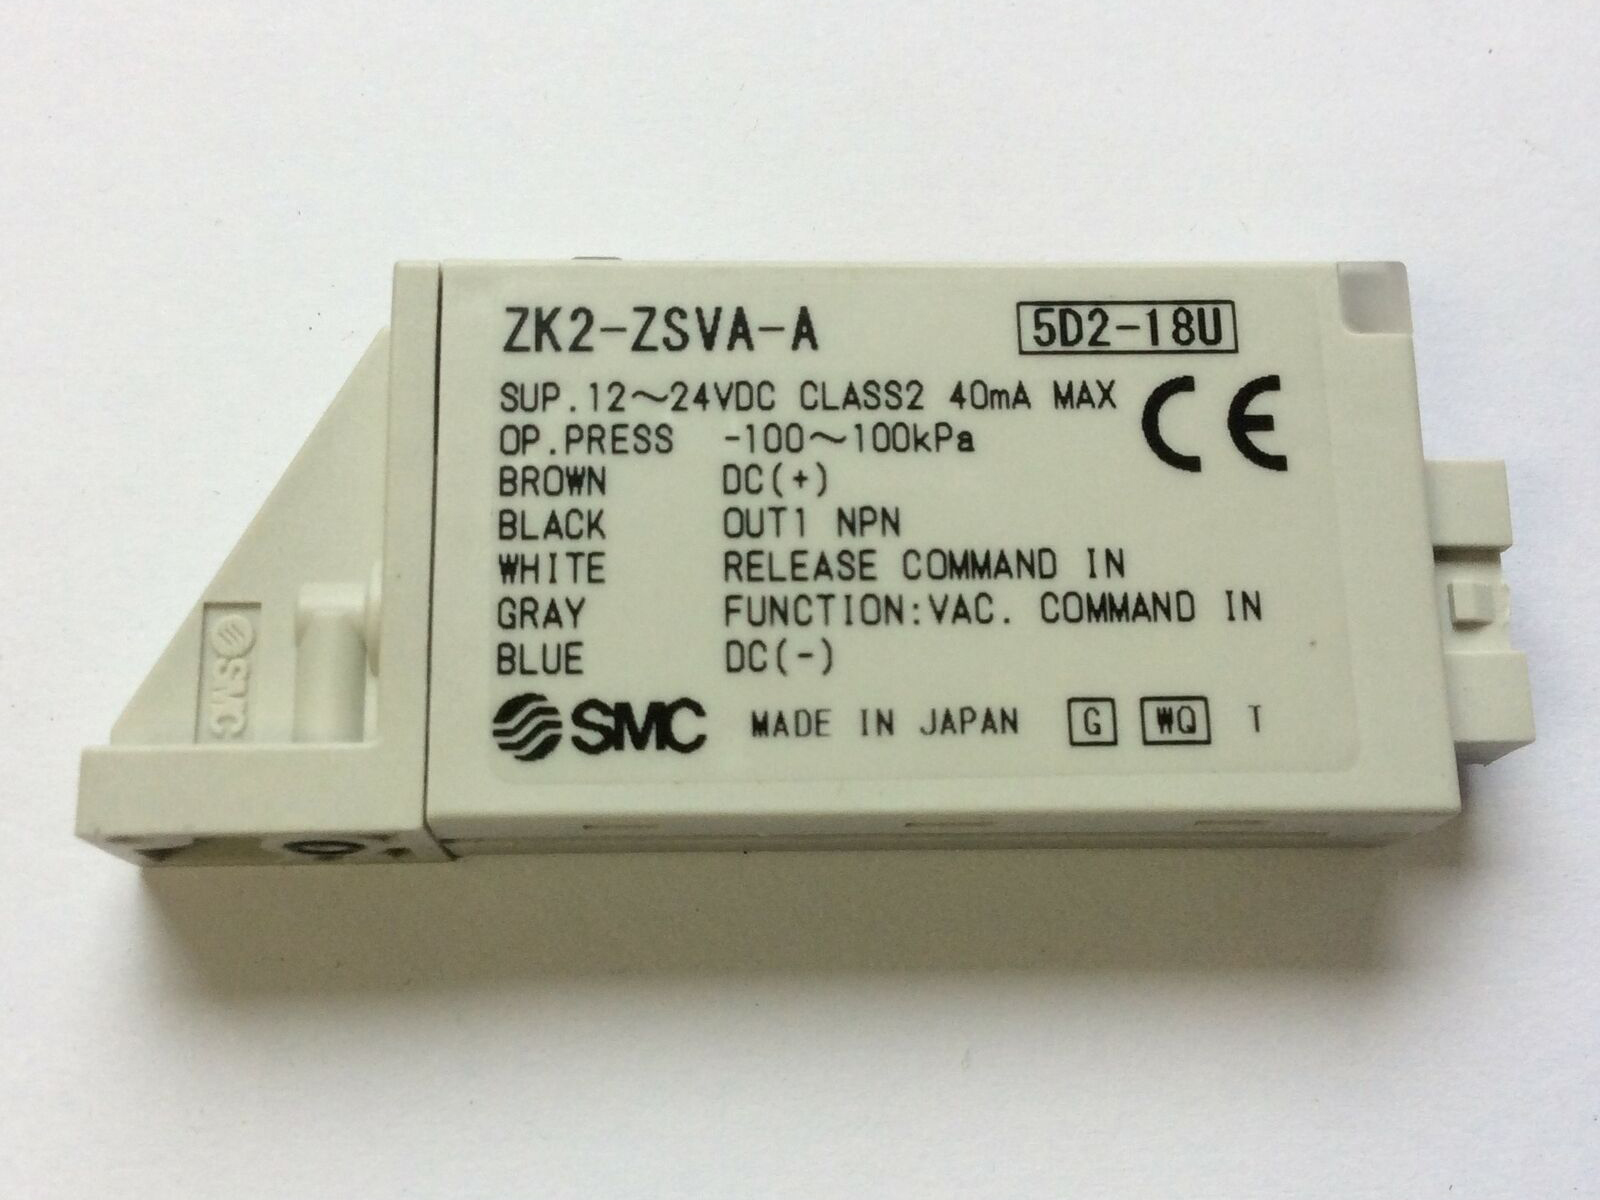 ZK2-ZSVA-A 5D2-18U
SUP.12～24VDC CLASS2 40mA MAX CE
OP.PRESS -100～100kPa
BROWN DC(+)
BLACK OUT1 NPN
WHITE RELEASE COMMAND IN
GRAY FUNCTION:VAC. COMMAND IN
BLUE DC(-)
SMC MADE IN JAPAN G WQ T
SMC